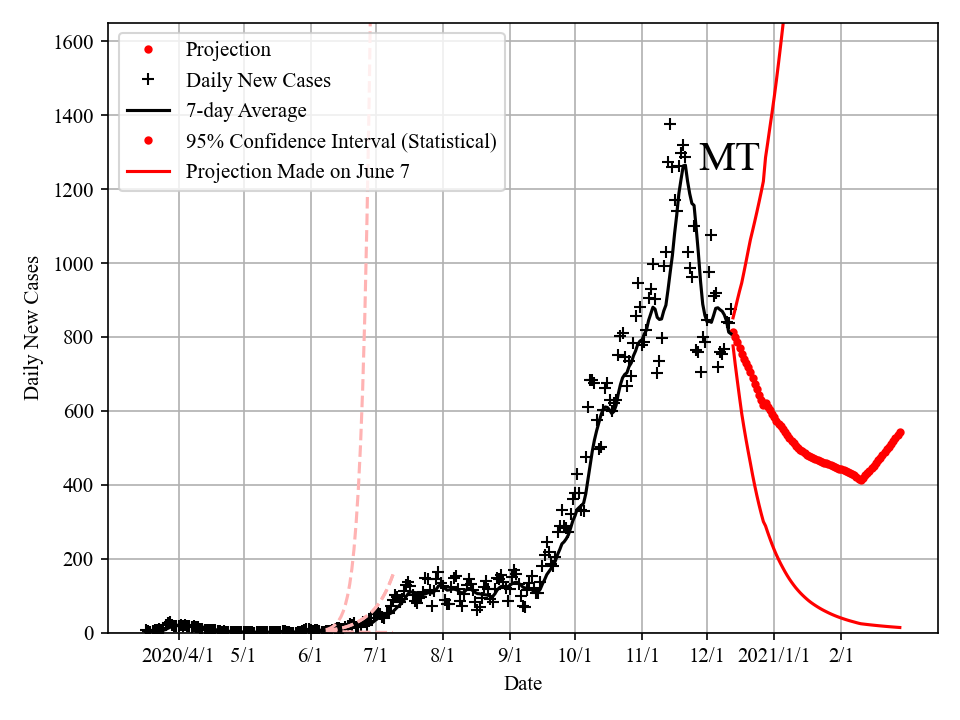 1600
1400
1200
1000
800
600
400
200
0
Daily New Cases
Projection
Daily New Cases
7-day Average
95% Confidence Interval (Statistical)
Projection Made on June 7
MT
2020/4/1 5/1 6/1 7/1 8/1 9/1 10/1 11/1 12/1 2021/1/1 2/1
Date